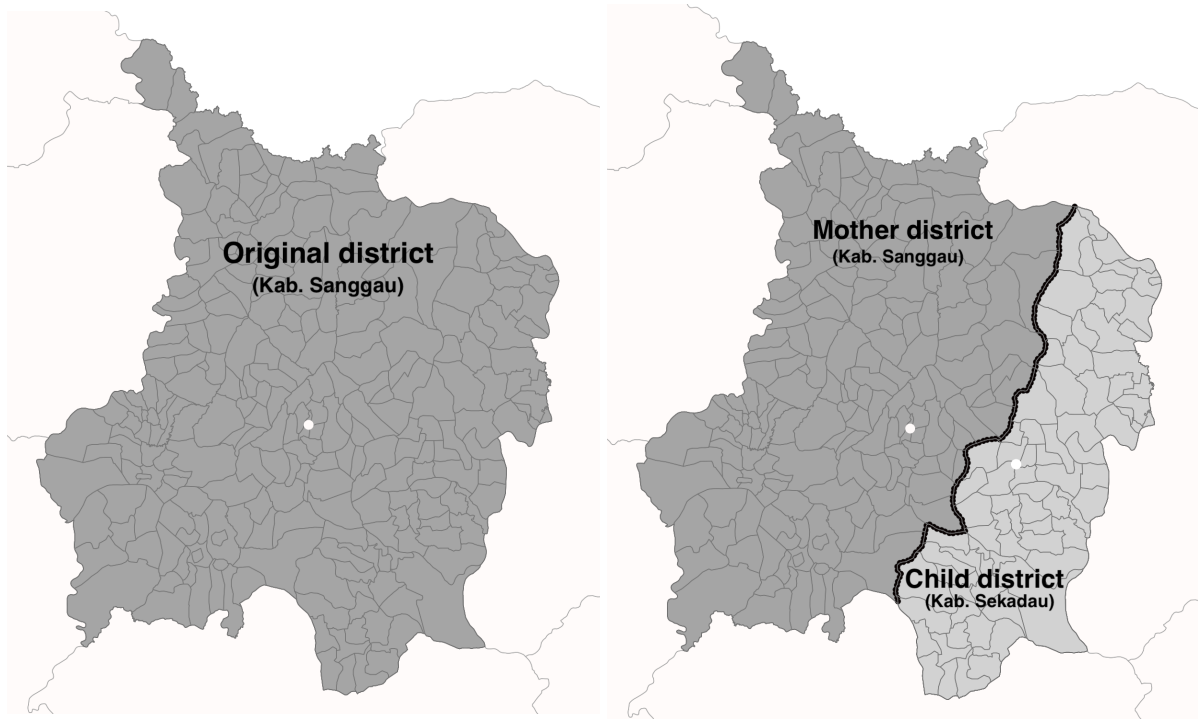 Original district
(Kab. Sanggau)
Mother district
(Kab. Sanggau)
Child district
(Kab. Sekadau)